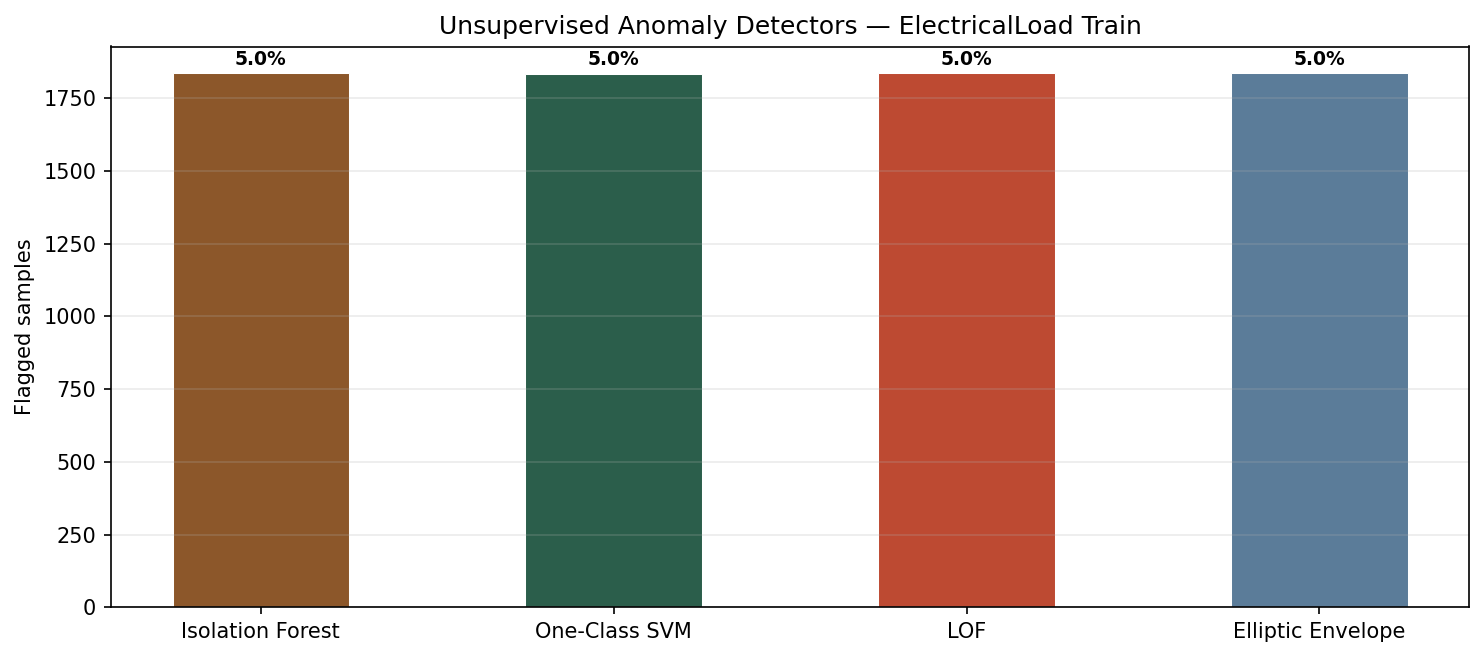 Unsupervised Anomaly Detectors — ElectricalLoad Train
5.0% 5.0% 5.0% 5.0%
1750
1500
1250
1000
750
500
250
0
Flagged samples
Isolation Forest One-Class SVM LOF Elliptic Envelope